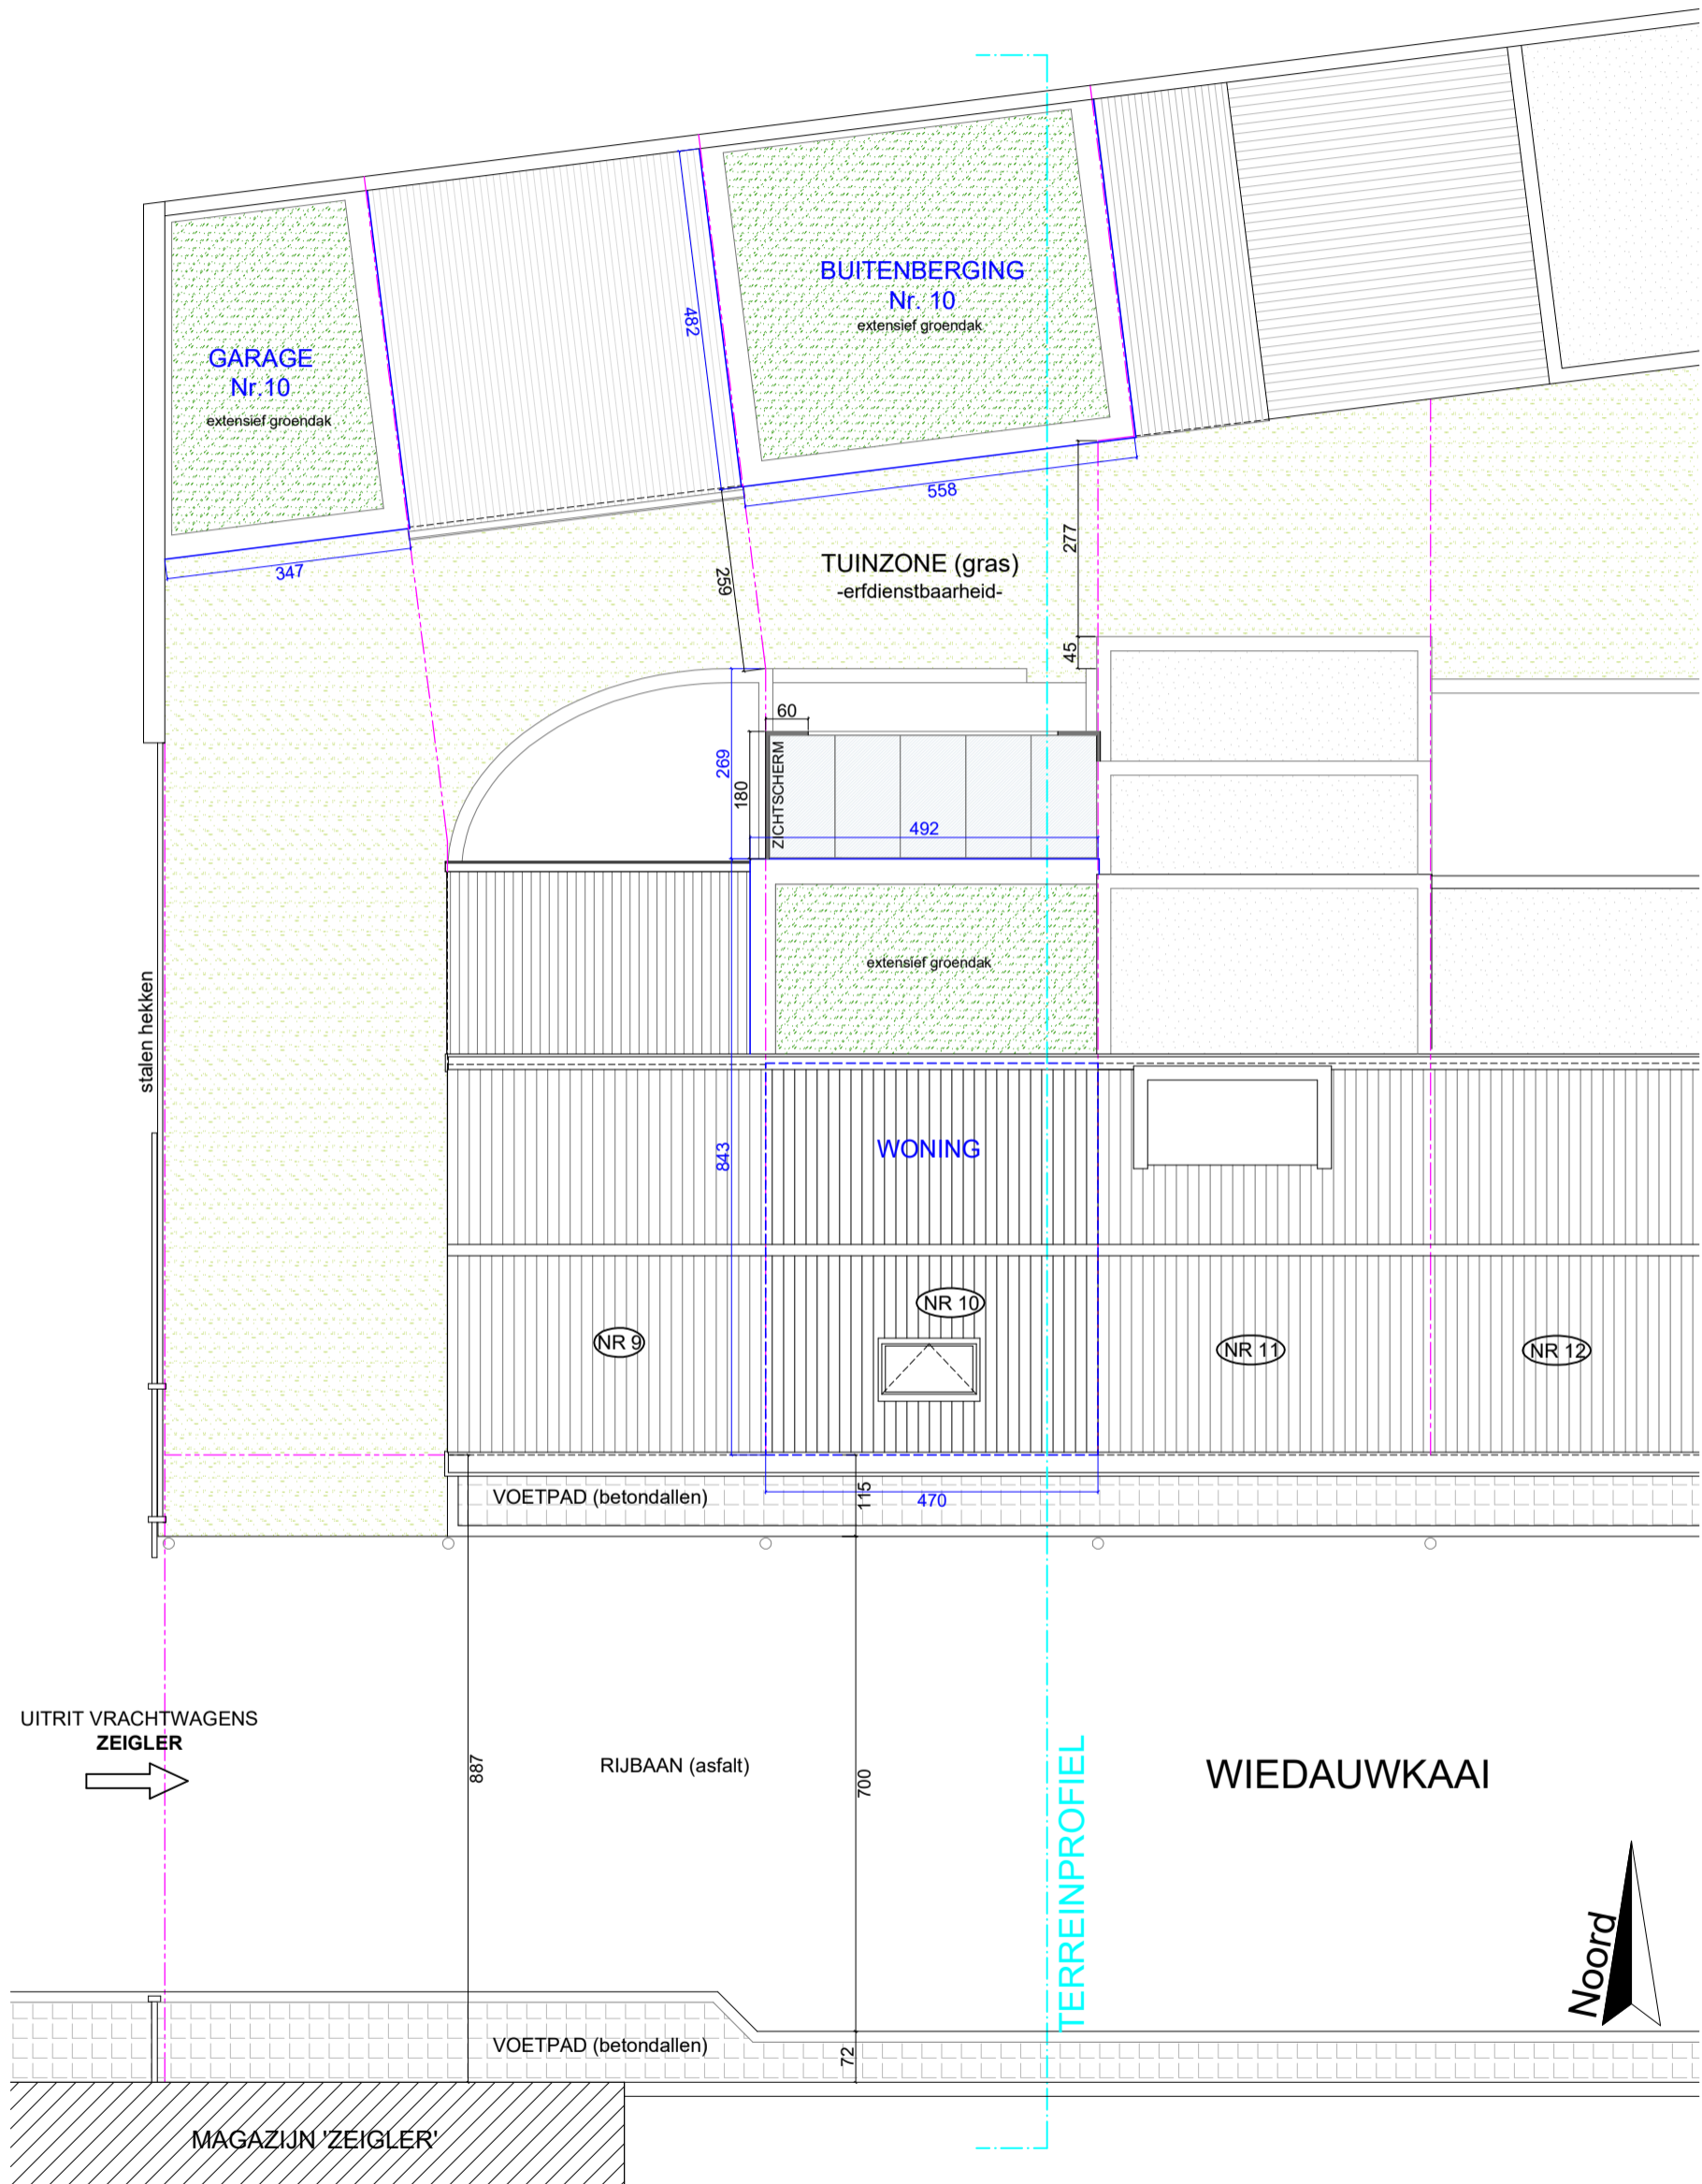 BUITENBERGING
Nr. 10
extensief groendak
482
GARAGE
Nr.10
extensief groendak
558
277
TUINZONE (gras)
-erfdienstbaarheid-
347
259
45
60
ZICHTSCHERM
269
180
492
extensief groendak
stalen hekken
843
WONING
NR 10
NR 9
NR 11
NR 12
VOETPAD (betondallen)
115
470
UITRIT VRACHTWAGENS
ZEIGLER
887
RIJBAAN (asfalt)
700
TERREINPROFIEL
WIEDAUWKAAI
Noord
VOETPAD (betondallen)
72
MAGAZIJN 'ZEIGLER'